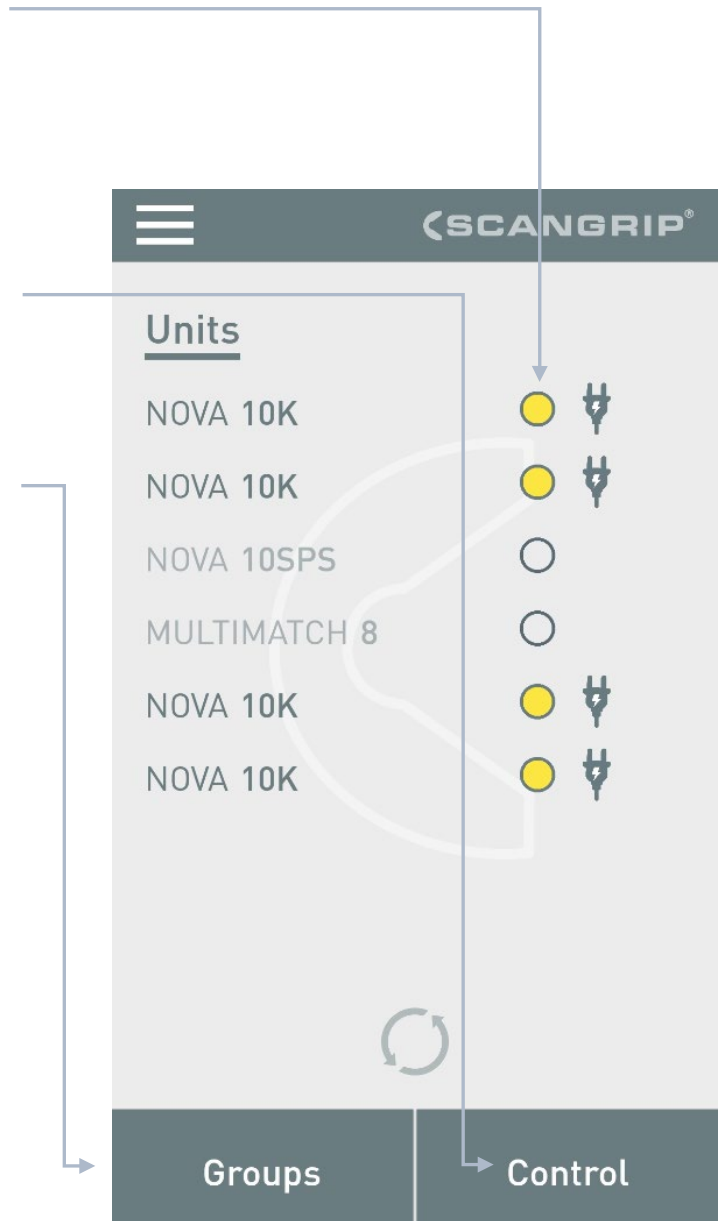 SCANGRIP®
Units
NOVA 10K
NOVA 10K
NOVA 10SPS
MULTIMATCH 8
NOVA 10K
NOVA 10K
Groups
Control